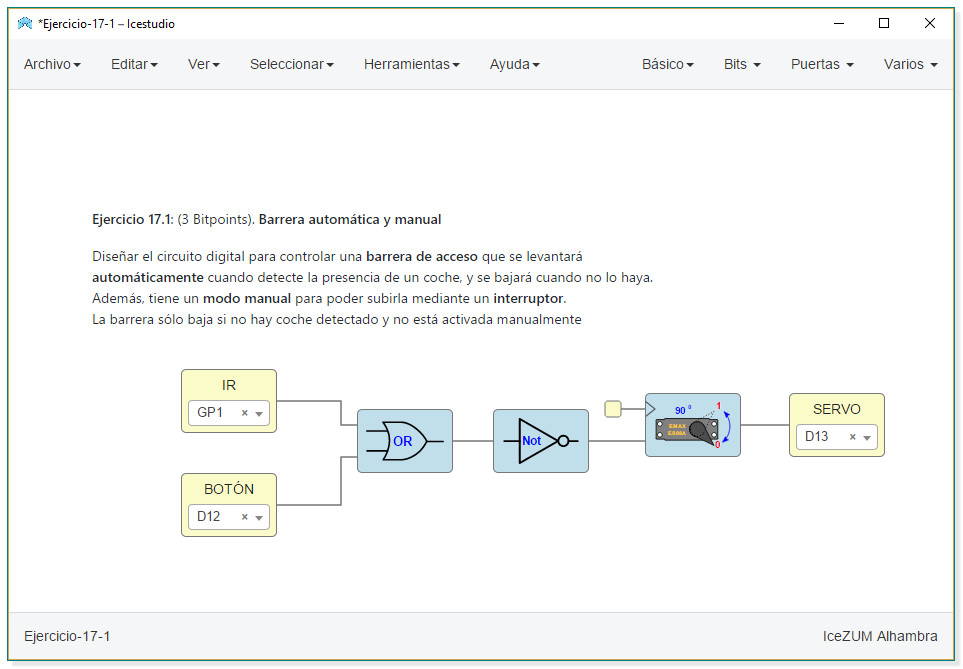 *Ejercicio-17-1 – Icestudio
Archivo Editar Ver Seleccionar Herramientas Ayuda Básico Bits Puertas Varios
Ejercicio 17.1: (3 Bitpoints). Barrera automática y manual
Diseñar el circuito digital para controlar una barrera de acceso que se levantará
automáticamente cuando detecte la presencia de un coche, y se bajará cuando no lo haya.
Además, tiene un modo manual para poder subirla mediante un interruptor.
La barrera sólo baja si no hay coche detectado y no está activada manualmente
IR
GP1 ×
BOTÓN
D12 ×
OR
Not
90 º
1
EMAX
ES08A
0
SERVO
D13 ×
Ejercicio-17-1 IceZUM Alhambra